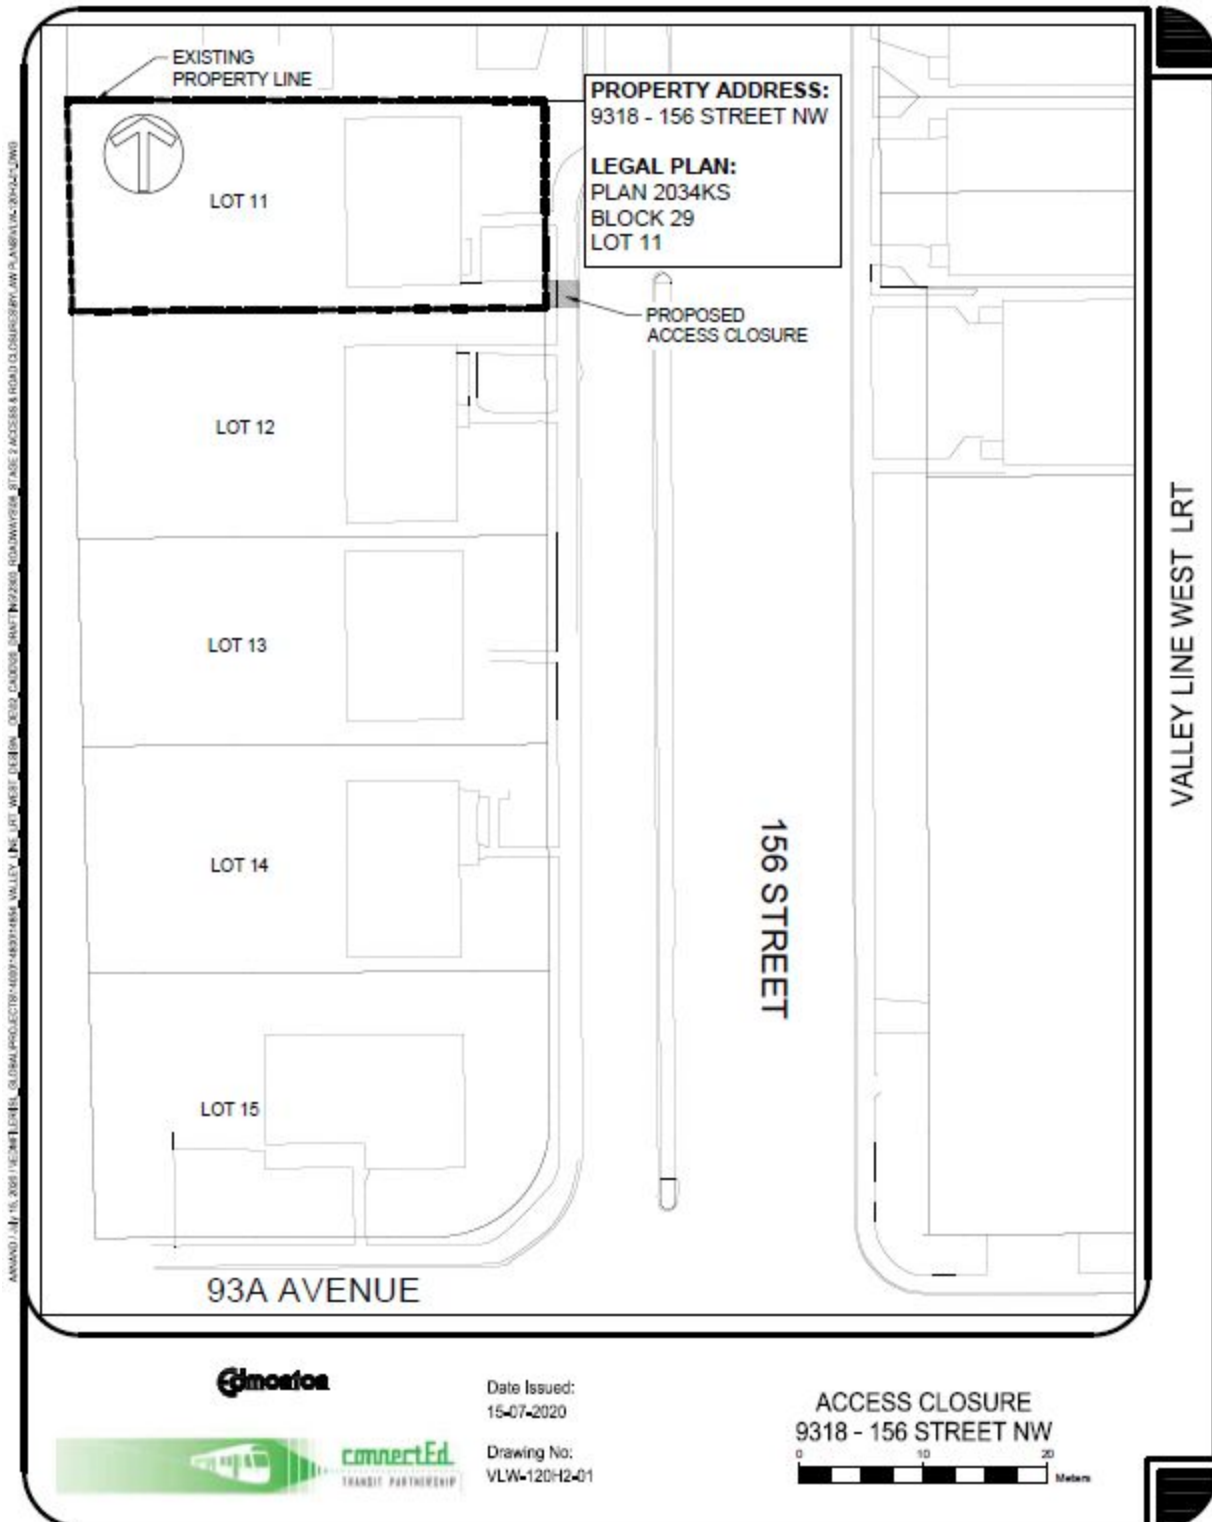 EXISTING
PROPERTY LINE
PROPERTY ADDRESS:
9318 - 156 STREET NW
LEGAL PLAN:
PLAN 2034KS
BLOCK 29
LOT 11
LOT 11
PROPOSED
ACCESS CLOSURE
LOT 12
LOT 13
LOT 14
LOT 15
156 STREET
93A AVENUE
VALLEY LINE WEST LRT
Edmonton
connectEd
TRANSIT PARTNERSHIP
Date Issued:
15-07-2020
Drawing No:
VLW-120H2-01
ACCESS CLOSURE
9318 - 156 STREET NW
0 10 20
Meters